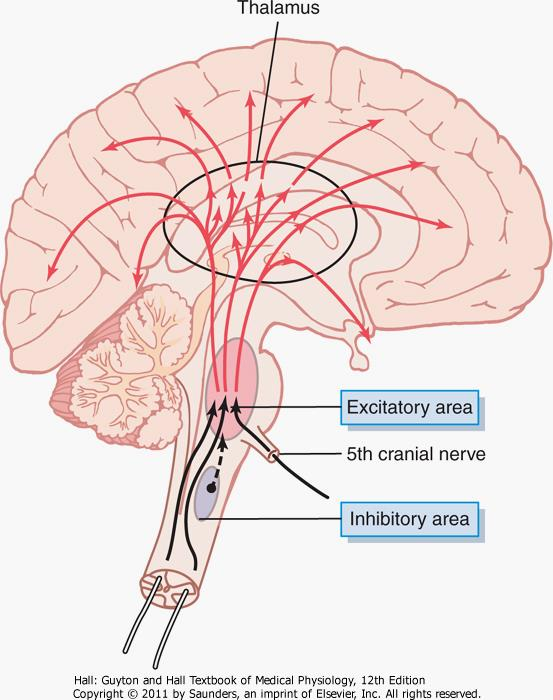 Thalamus
Excitatory area
5th cranial nerve
Inhibitory area
Hall: Guyton and Hall Textbook of Medical Physiology, 12th Edition
Copyright © 2011 by Saunders, an imprint of Elsevier, Inc. All rights reserved.